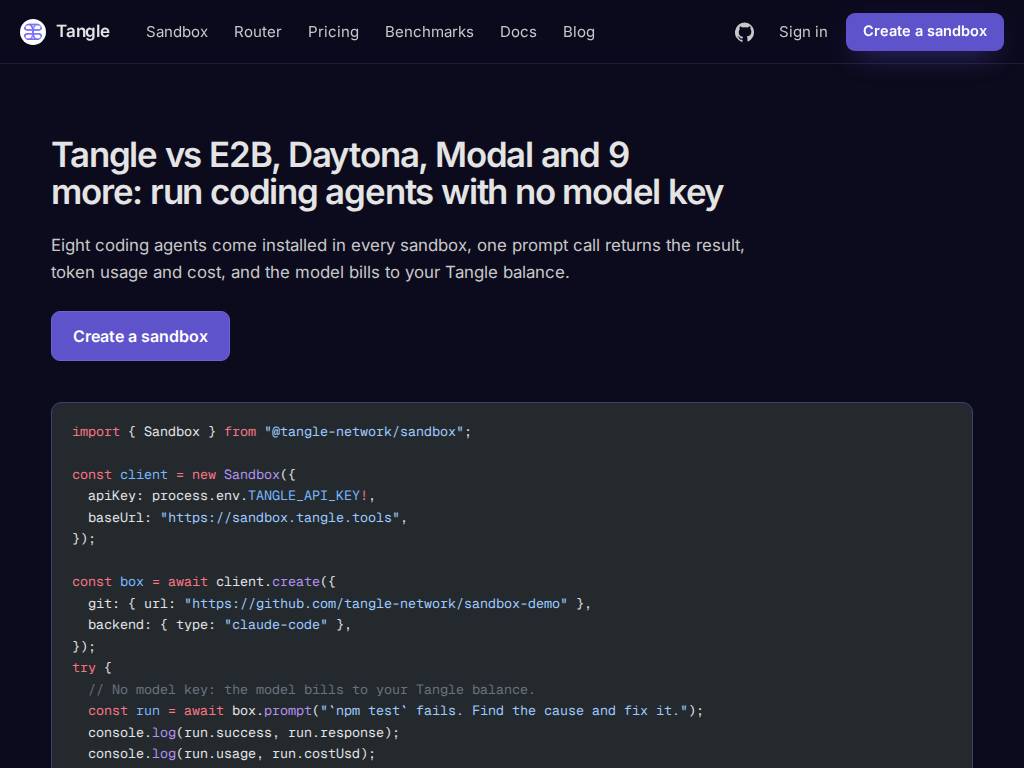 Tangle
Sandbox
Router
Pricing
Benchmarks
Docs
Blog
Sign in
Create a sandbox
Tangle vs E2B, Daytona, Modal and 9
more: run coding agents with no model key
Eight coding agents come installed in every sandbox, one prompt call returns the result,
token usage and cost, and the model bills to your Tangle balance.
Create a sandbox
import { Sandbox } from "@tangle-network/sandbox";
const client = new Sandbox({
  apiKey: process.env.TANGLE_API_KEY!,
  baseUrl: "https://sandbox.tangle.tools",
});
const box = await client.create({
  git: { url: "https://github.com/tangle-network/sandbox-demo" },
  backend: { type: "claude-code" },
});
try {
  // No model key: the model bills to your Tangle balance.
  const run = await box.prompt("`npm test` fails. Find the cause and fix it.");
  console.log(run.success, run.response);
  console.log(run.usage, run.costUsd);